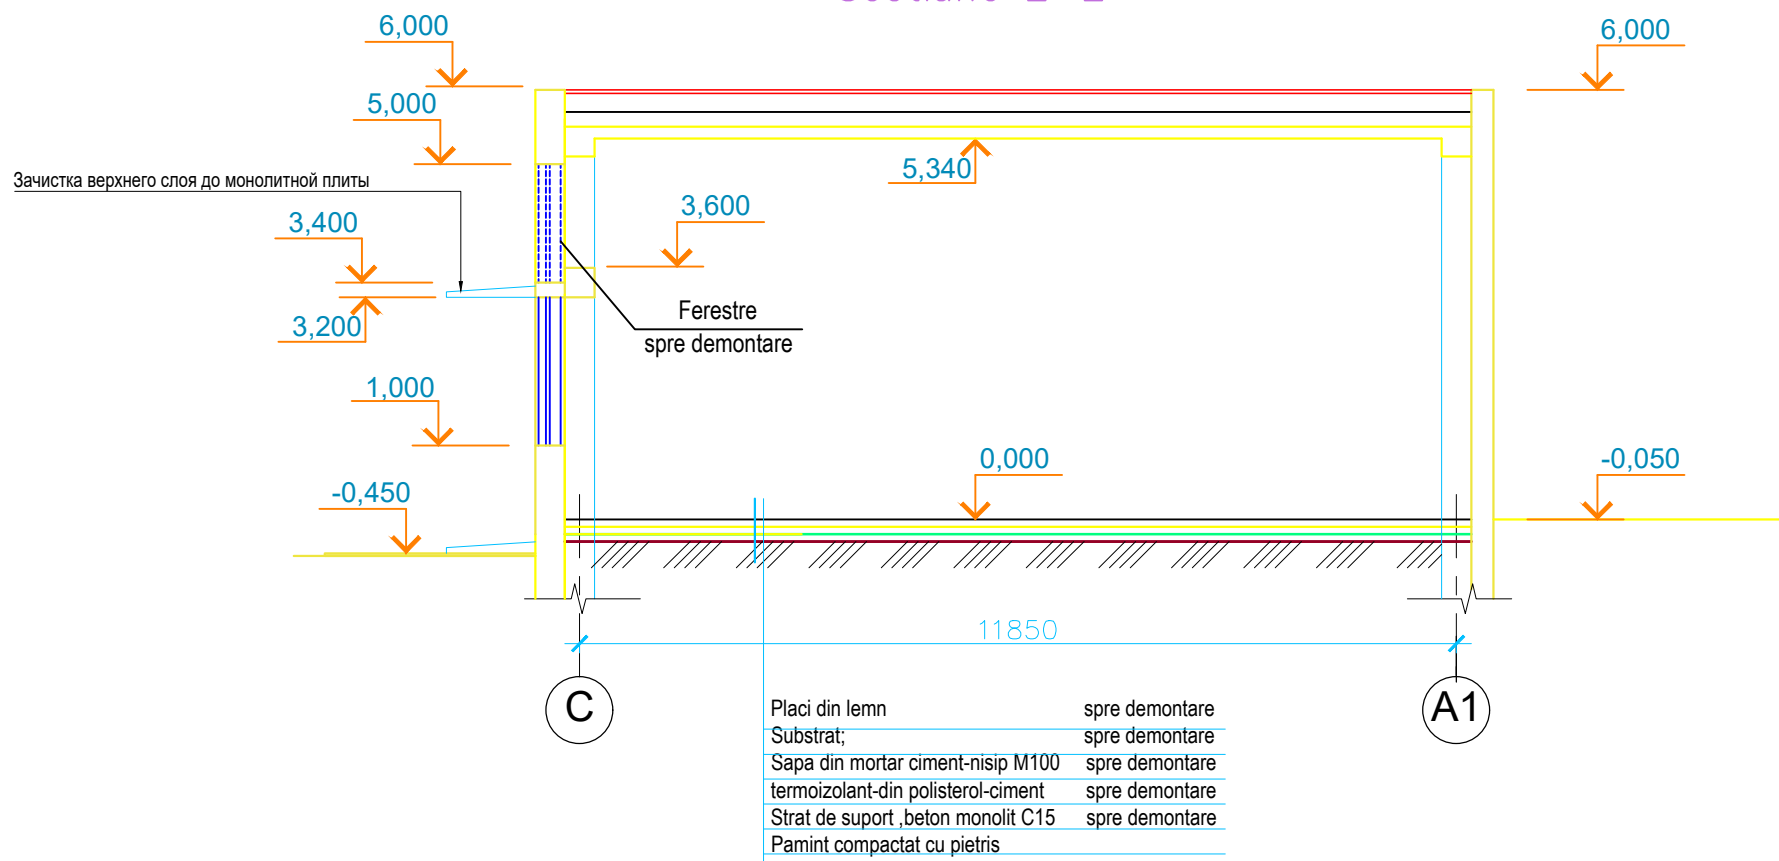 6,000
6,000
5,000
5,340
Зачистка верхнего слоя до монолитной плиты
3,400
3,600
3,200
Ferestre
spre demontare
1,000
0,000
-0,050
-0,450
11850
C
A1
Placi din lemn spre demontare
Substrat; spre demontare
Sapa din mortar ciment-nisip M100 spre demontare
termoizolant-din polisterol-ciment spre demontare
Strat de suport ,beton monolit C15 spre demontare
Pamint compactat cu pietris